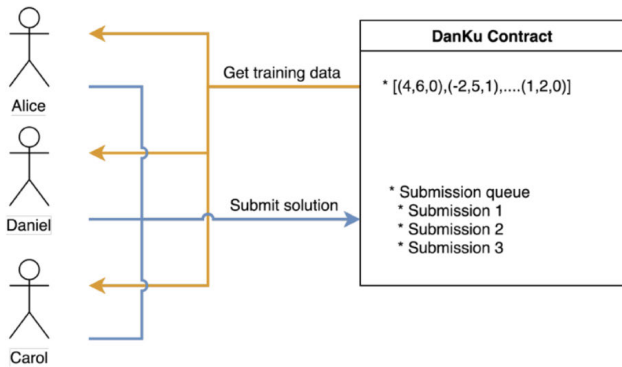 DanKu Contract
Get training data
* [(4,6,0),(-2,5,1),....(1,2,0)]
Alice
* Submission queue
Submit solution
* Submission 1
Daniel
* Submission 2
* Submission 3
Carol